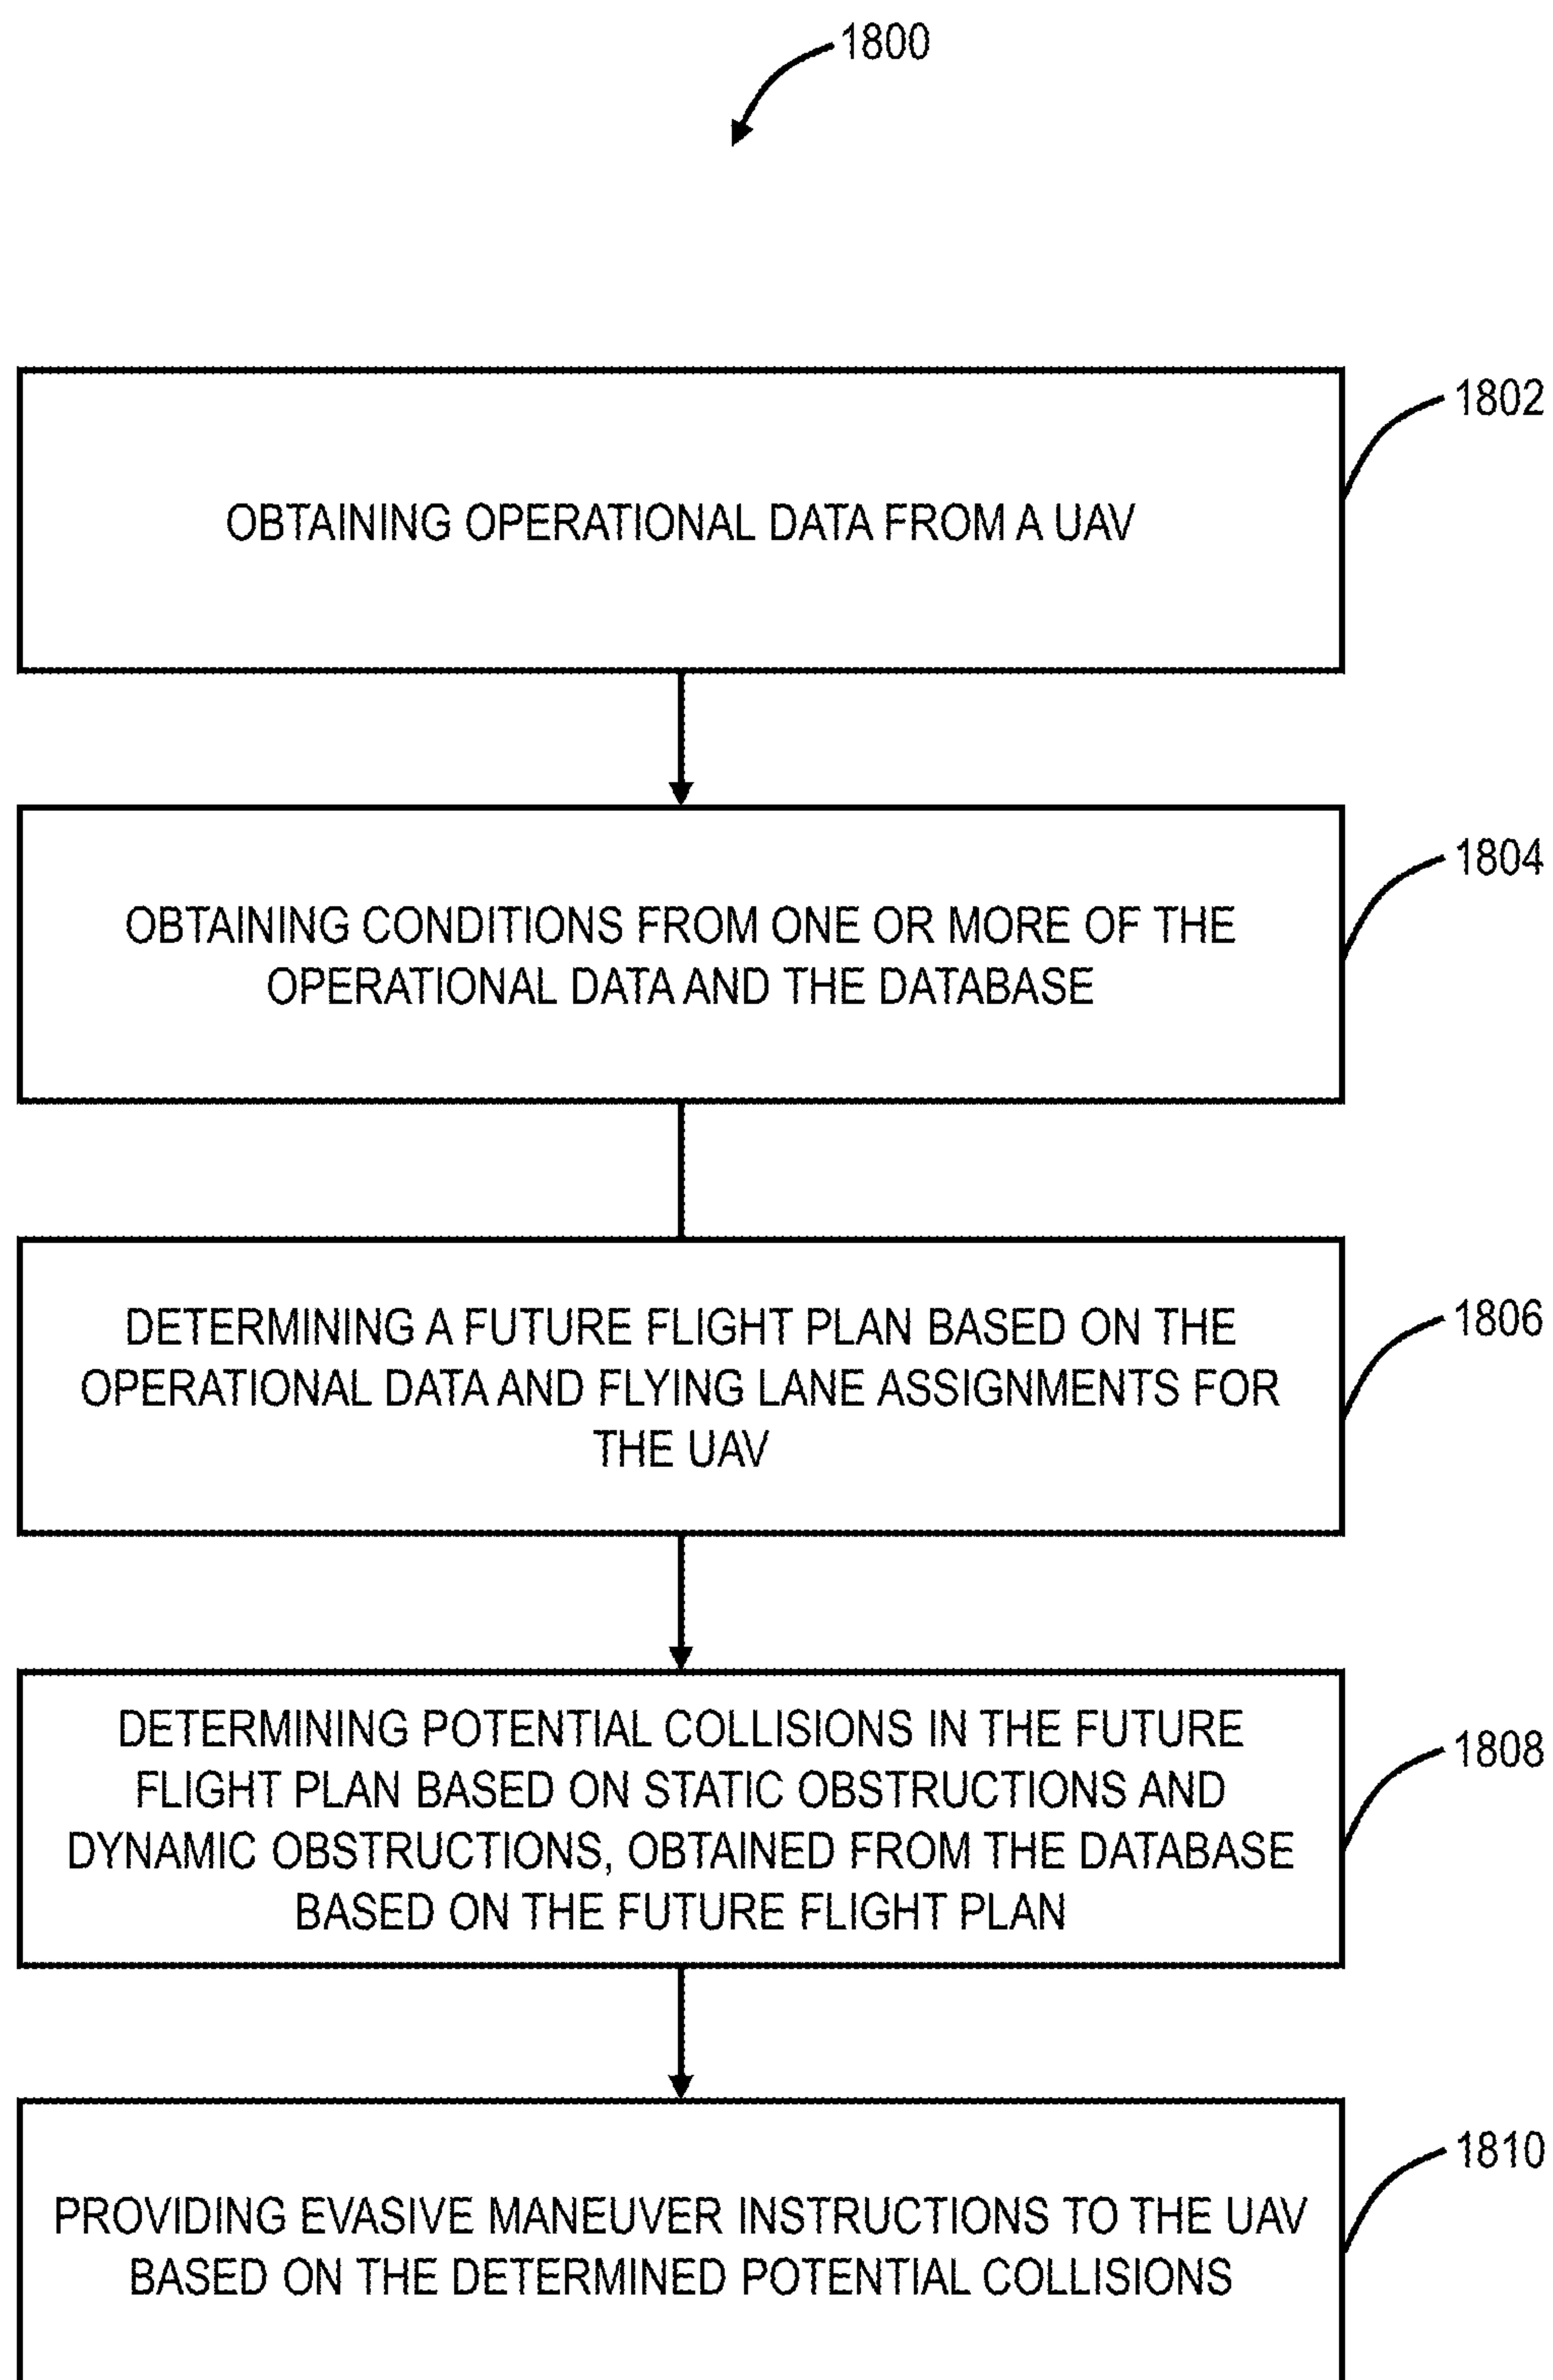 1800
1802
OBTAINING OPERATIONAL DATA FROM A UAV
1804
OBTAINING CONDITIONS FROM ONE OR MORE OF THE
OPERATIONAL DATA AND THE DATABASE
1806
DETERMINING A FUTURE FLIGHT PLAN BASED ON THE
OPERATIONAL DATA AND FLYING LANE ASSIGNMENTS FOR
THE UAV
1808
DETERMINING POTENTIAL COLLISIONS IN THE FUTURE
FLIGHT PLAN BASED ON STATIC OBSTRUCTIONS AND
DYNAMIC OBSTRUCTIONS, OBTAINED FROM THE DATABASE
BASED ON THE FUTURE FLIGHT PLAN
1810
PROVIDING EVASIVE MANEUVER INSTRUCTIONS TO THE UAV
BASED ON THE DETERMINED POTENTIAL COLLISIONS